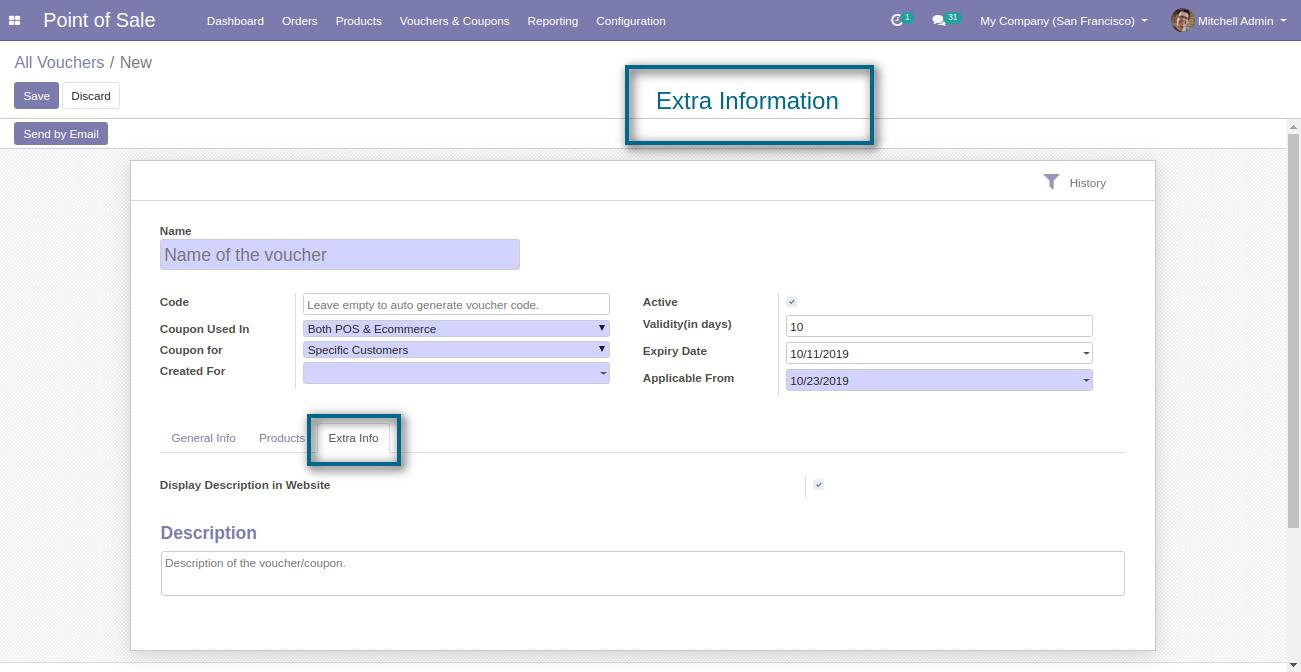 Point of Sale Dashboard Orders Products Vouchers & Coupons Reporting Configuration 1 31 My Company (San Francisco) Mitchell Admin
All Vouchers / New
Save Discard
Extra Information
Send by Email
History
Name
Name of the voucher
Code Leave empty to auto generate voucher code.
Coupon Used In Both POS & Ecommerce
Coupon for Specific Customers
Created For
Active
Validity(in days) 10
Expiry Date 10/11/2019
Applicable From 10/23/2019
General Info Products Extra Info
Display Description in Website
Description
Description of the voucher/coupon.